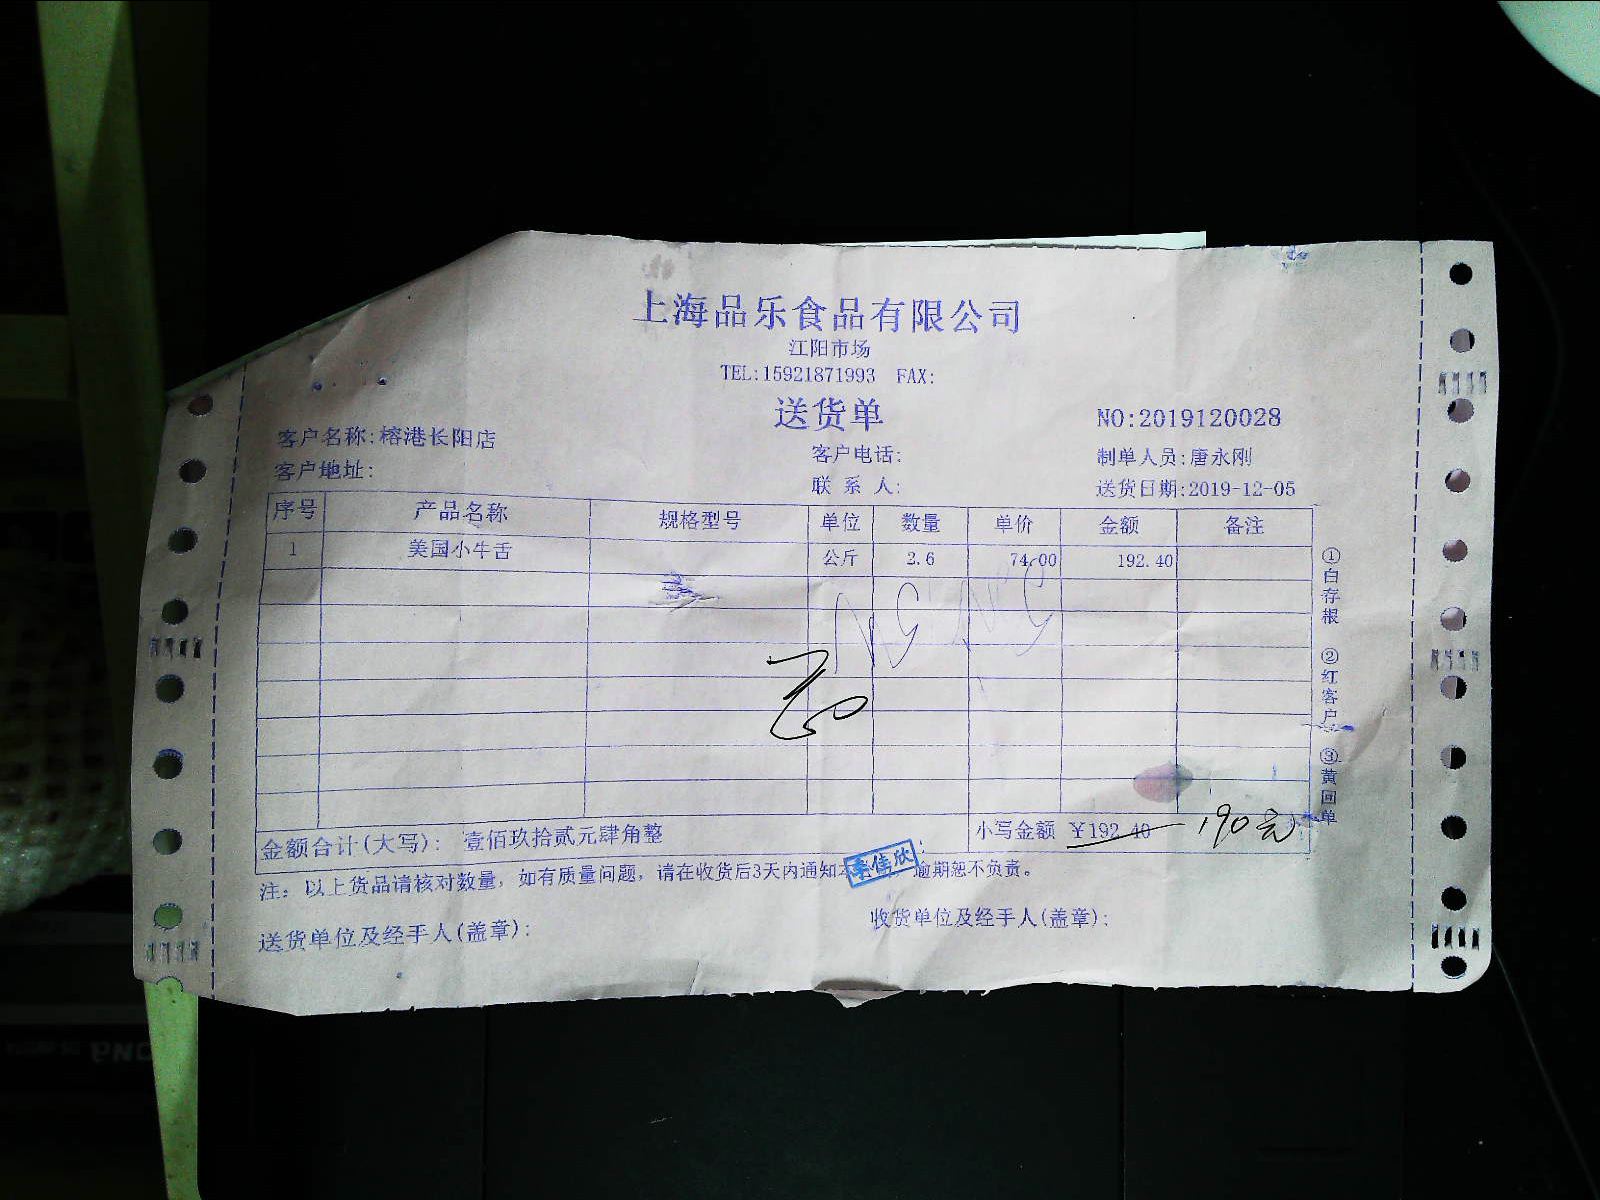 上海品乐食品有限公司
江阳市场
TEL:15921871993 FAX:
送货单
NO:2019120028
客户名称:榕港长阳店
客户电话:
制单人员:唐永刚
客户地址:
联系人:
送货日期:2019-12-05
序号 产品名称 规格型号 单位 数量 单价 金额 备注
1 美国小牛舌 公斤 2.6 74.00 192.40
①白存根 ②红客户 ③黄回单
金额合计(大写): 壹佰玖拾贰元肆角整 小写金额 ¥192.40 190元
注: 以上货品请核对数量, 如有质量问题, 请在收货后3天内通知本 逾期恕不负责。
李佳欣
送货单位及经手人(盖章): 收货单位及经手人(盖章):